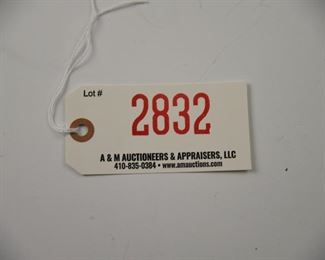 Lot #
2832
A & M AUCTIONEERS & APPRAISERS, LLC
410-835-0384 • www.amauctions.com